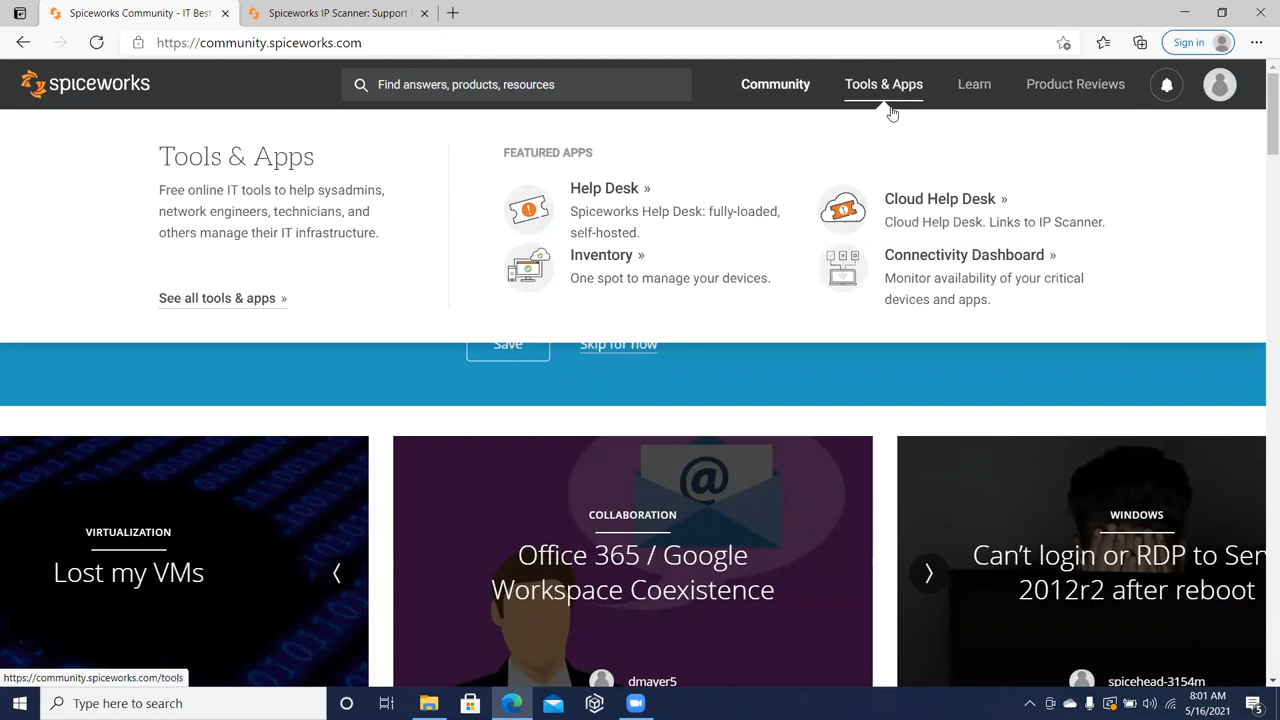 Spiceworks Community - IT Best
Spiceworks IP Scanner: Support
https://community.spiceworks.com
Sign in
spiceworks
Find answers, products, resources
Community
Tools & Apps
Learn
Product Reviews
Tools & Apps
Free online IT tools to help sysadmins,
network engineers, technicians, and
others manage their IT infrastructure.
See all tools & apps »
FEATURED APPS
Help Desk »
Spiceworks Help Desk: fully-loaded,
self-hosted.
Inventory »
One spot to manage your devices.
Cloud Help Desk »
Cloud Help Desk. Links to IP Scanner.
Connectivity Dashboard »
Monitor availability of your critical
devices and apps.
Save
Skip for now
VIRTUALIZATION
Lost my VMs
COLLABORATION
Office 365 / Google
Workspace Coexistence
dmayer5
WINDOWS
Can't login or RDP to Ser
2012r2 after reboot
spicehead-3154m
https://community.spiceworks.com/tools
Type here to search
8:01 AM
5/16/2021
5